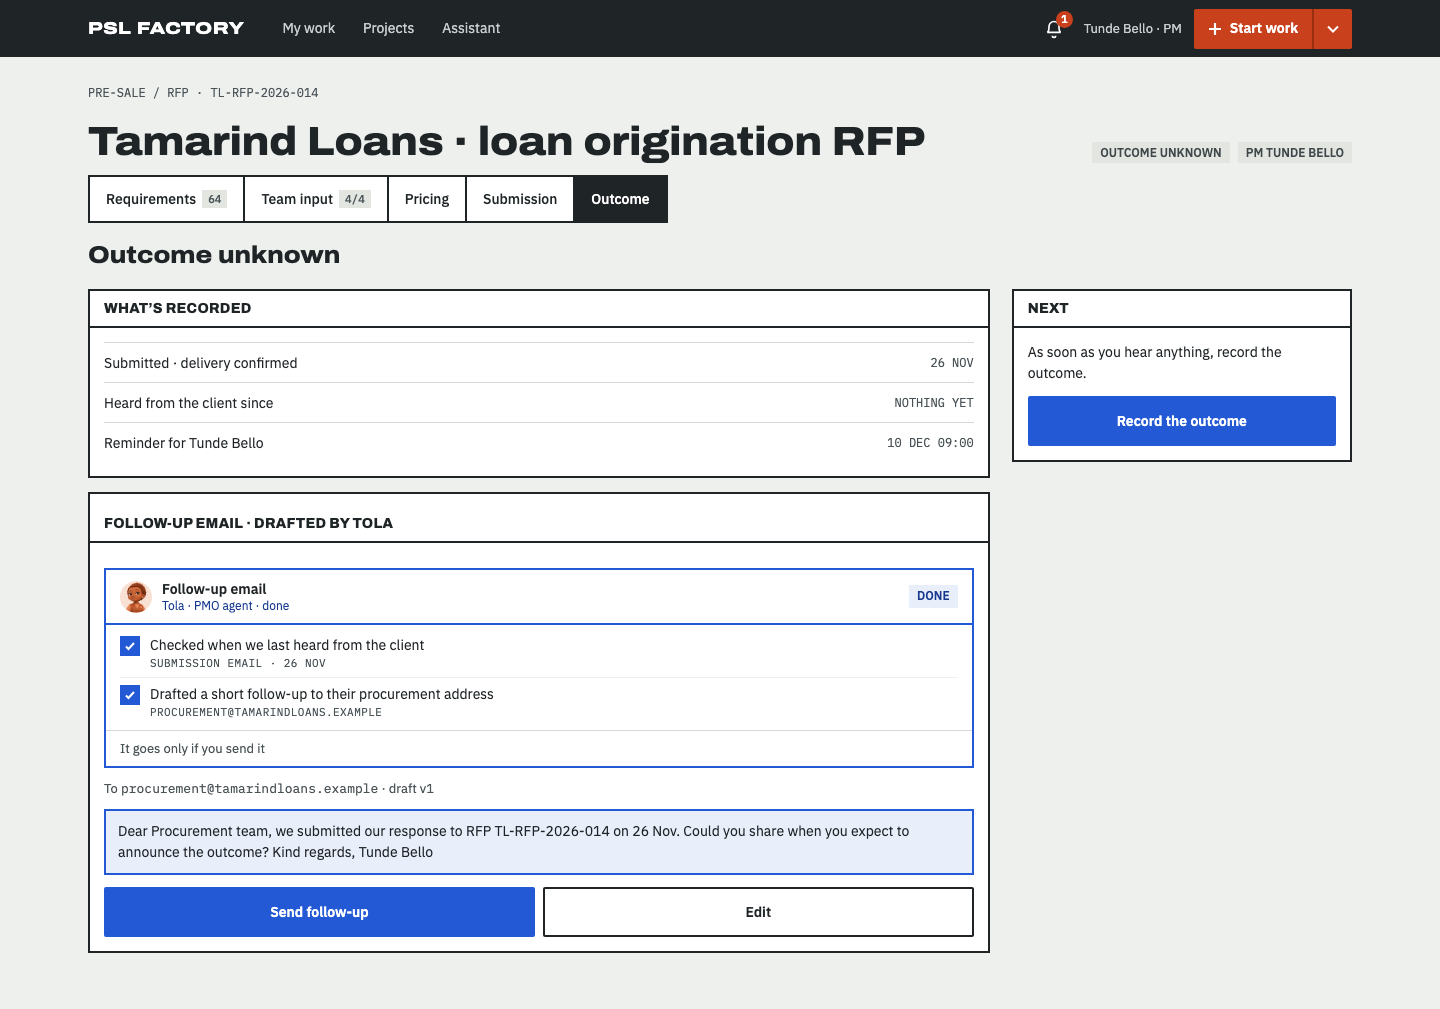 PSL FACTORY
My work
Projects
Assistant
1
Tunde Bello · PM
Start work
PRE-SALE / RFP · TL-RFP-2026-014
Tamarind Loans · loan origination RFP
OUTCOME UNKNOWN
PM TUNDE BELLO
Requirements 64
Team input 4/4
Pricing
Submission
Outcome
Outcome unknown
WHAT’S RECORDED
Submitted · delivery confirmed
26 NOV
Heard from the client since
NOTHING YET
Reminder for Tunde Bello
10 DEC 09:00
NEXT
As soon as you hear anything, record the
outcome.
Record the outcome
FOLLOW-UP EMAIL · DRAFTED BY TOLA
Follow-up email
Tola · PMO agent · done
DONE
Checked when we last heard from the client
SUBMISSION EMAIL · 26 NOV
Drafted a short follow-up to their procurement address
PROCUREMENT@TAMARINDLOANS.EXAMPLE
It goes only if you send it
To procurement@tamarindloans.example · draft v1
Dear Procurement team, we submitted our response to RFP TL-RFP-2026-014 on 26 Nov. Could you share when you expect to
announce the outcome? Kind regards, Tunde Bello
Send follow-up
Edit